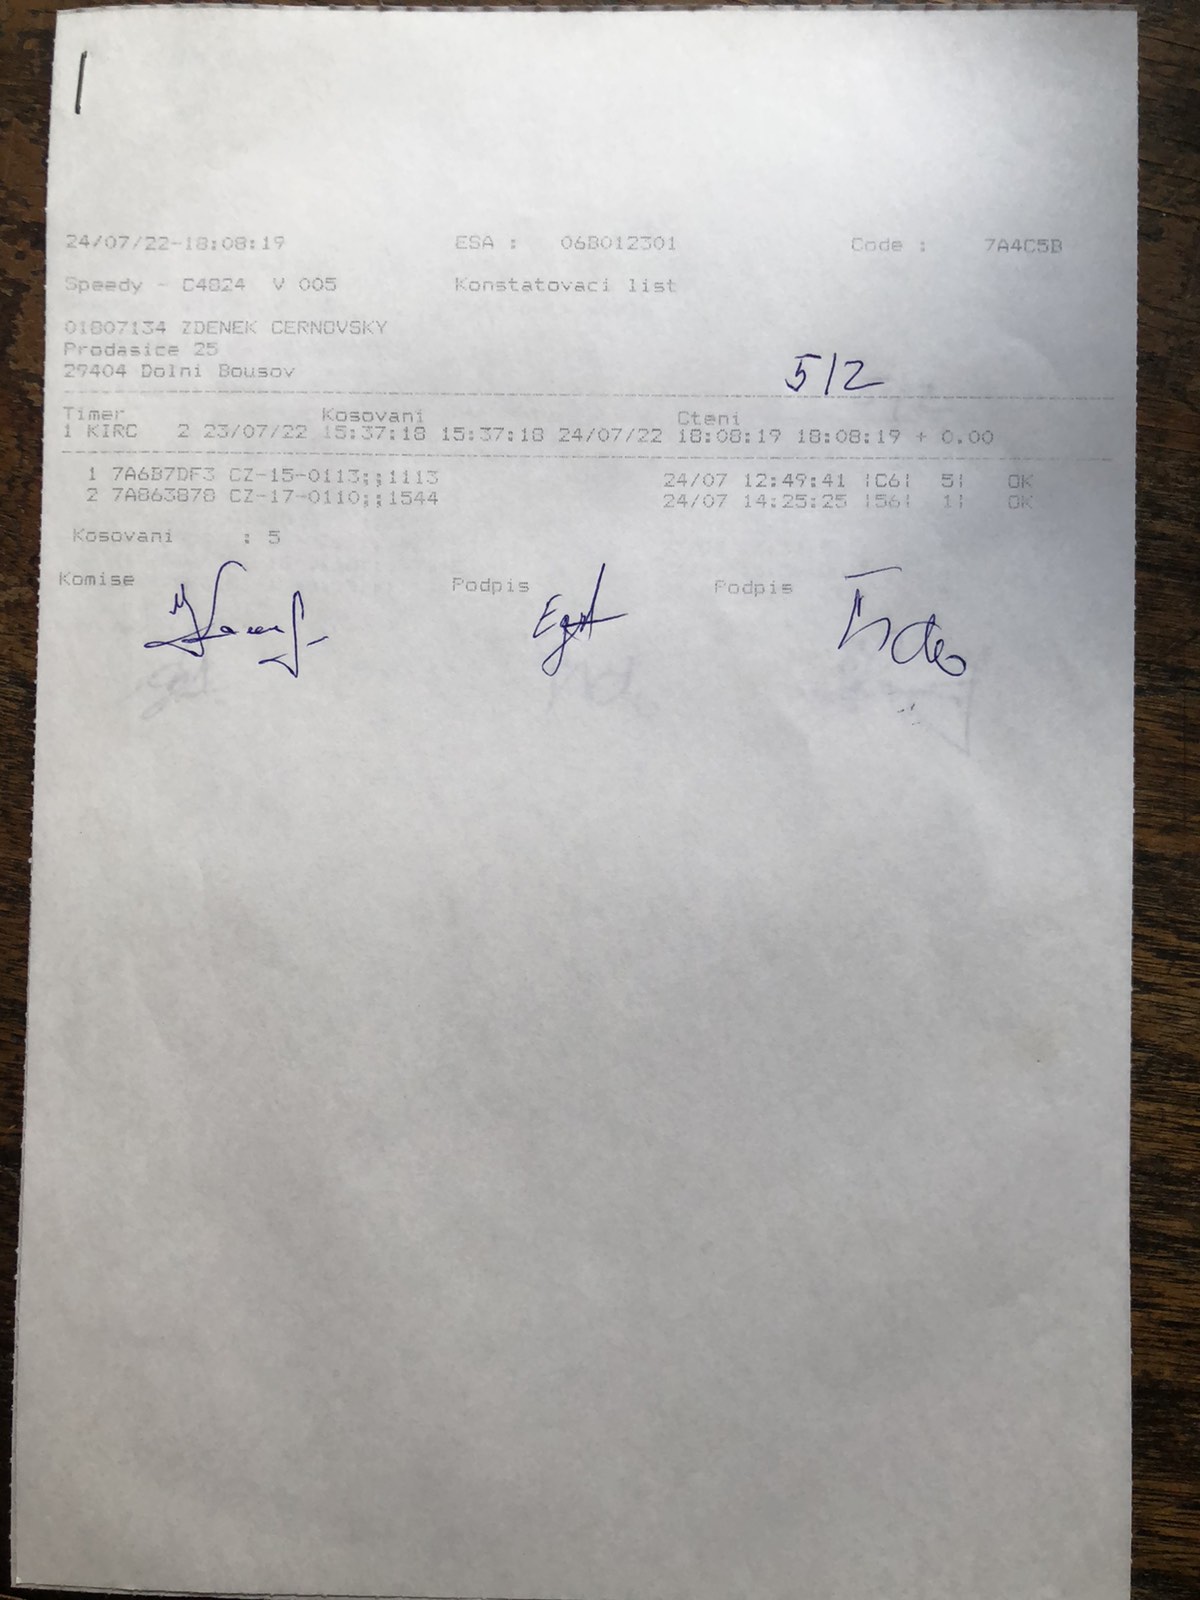 24/07/22-18:08:19 ESA : 06B012301 Code : 7A4C5B
Speedy - C4824 V 005 Konstatovaci list
01807134 ZDENEK CERNOVSKY
Prodasice 25
29404 Dolni Bousov
5/2
Timer Kosovani Cteni
1 KIRC 2 23/07/22 15:37:18 15:37:18 24/07/22 18:08:19 18:08:19 + 0.00
1 7A6B7DF3 CZ-15-0113;;1113 24/07 12:49:41 |C6| 5| OK
2 7A863878 CZ-17-0110;;1544 24/07 14:25:25 |56| 1| OK
Kosovani : 5
Komise Podpis Podpis